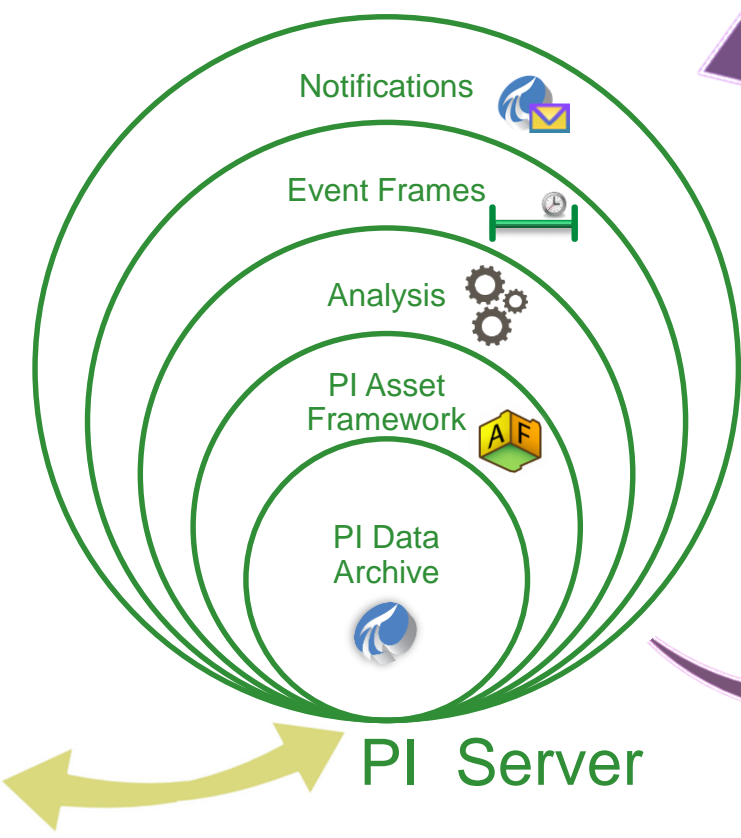 Notifications
Event Frames
Analysis
PI Asset
Framework
A F
PI Data
Archive
PI Server